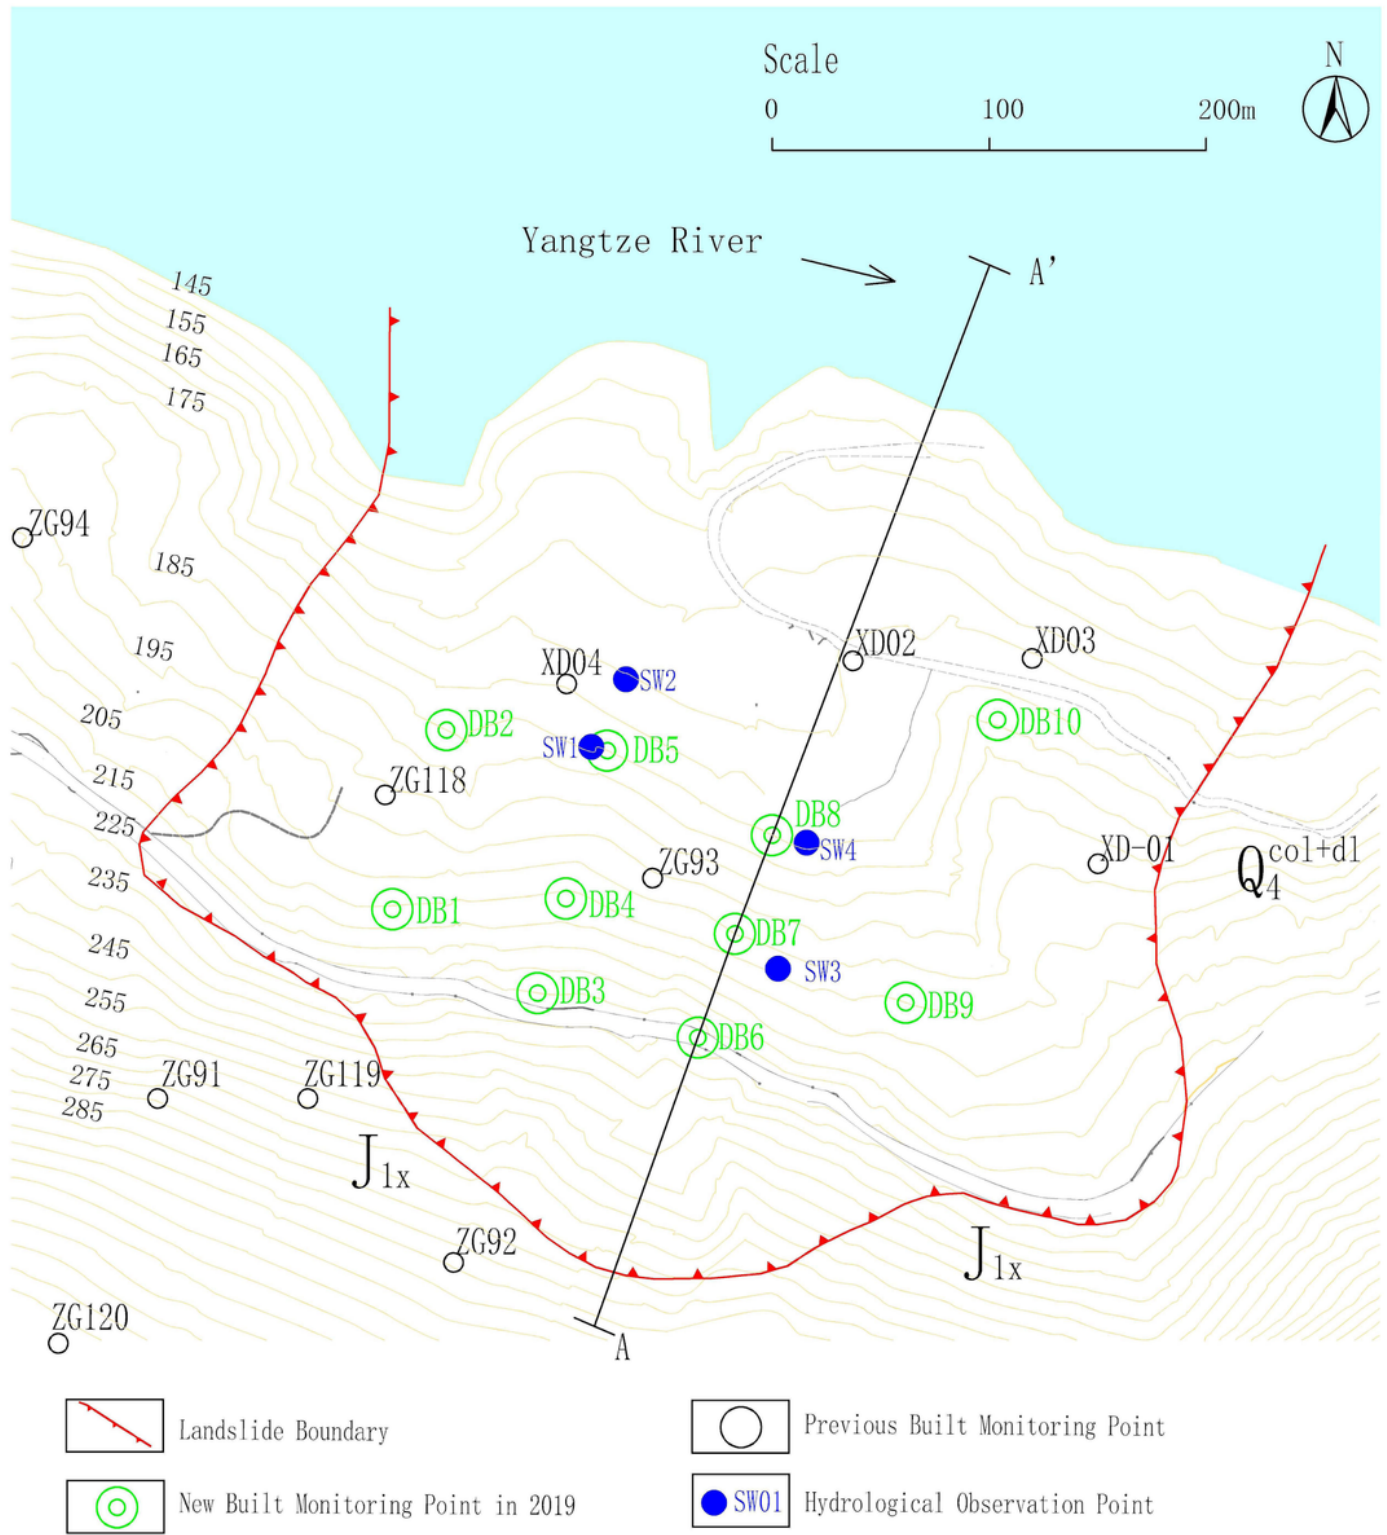 Scale
N
0 100 200m
Yangtze River
A'
145
155
165
175
ZG94
185
195
XD02
XD03
XD04
SW2
205
DB2
DB10
SW1
DB5
215
ZG118
225
DB8
SW4
XD-01
Q4col+dl
235
ZG93
DB4
DB1
DB7
245
SW3
255
DB3
DB9
DB6
265
275
ZG91
ZG119
285
J1x
ZG92
J1x
ZG120
A
Landslide Boundary
Previous Built Monitoring Point
New Built Monitoring Point in 2019
SW01
Hydrological Observation Point